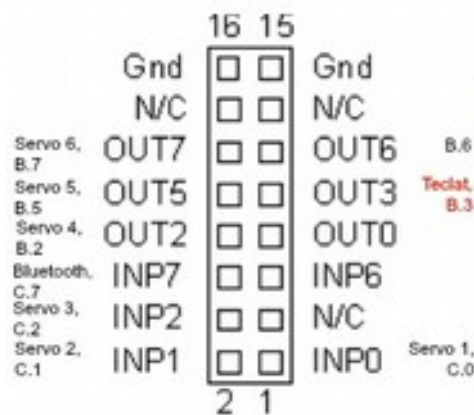 16 15
Gnd Gnd
N/C N/C
Servo 6, B.7 OUT7 OUT6 B.6
Servo 5, B.5 OUT5 OUT3 Teclat, B.3
Servo 4, B.2 OUT2 OUT0
Bluetooth, C.7 INP7 INP6
Servo 3, C.2 INP2 N/C
Servo 2, C.1 INP1 INP0 Servo 1, C.0
2 1